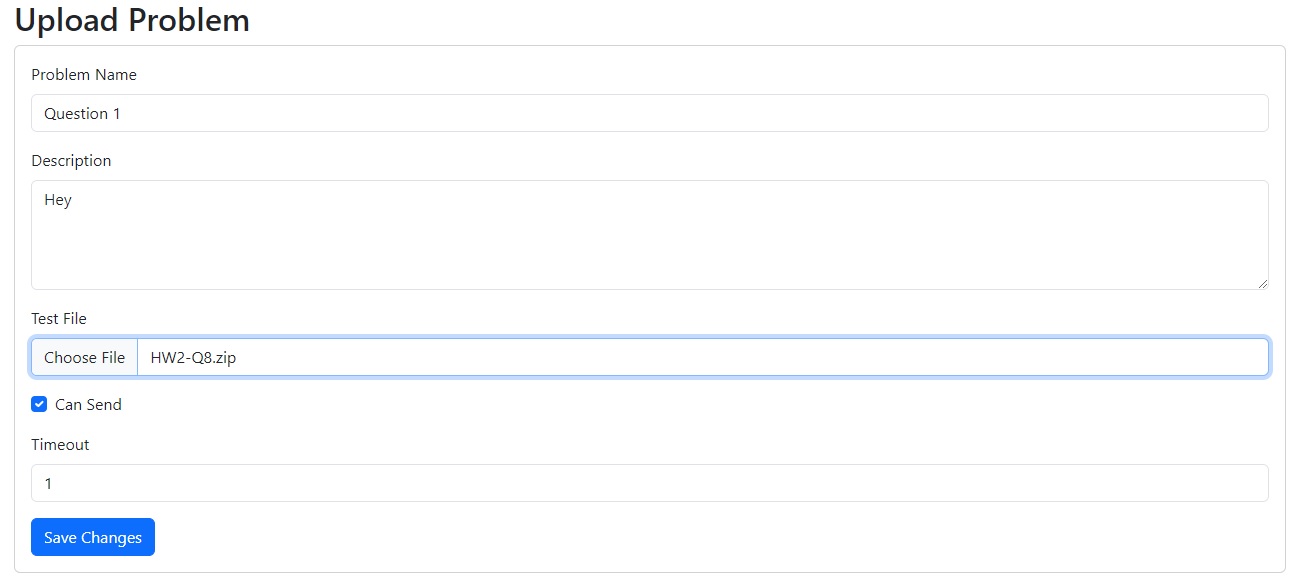 Upload Problem
Problem Name
Question 1
Description
Hey
Test File
Choose File HW2-Q8.zip
Can Send
Timeout
1
Save Changes